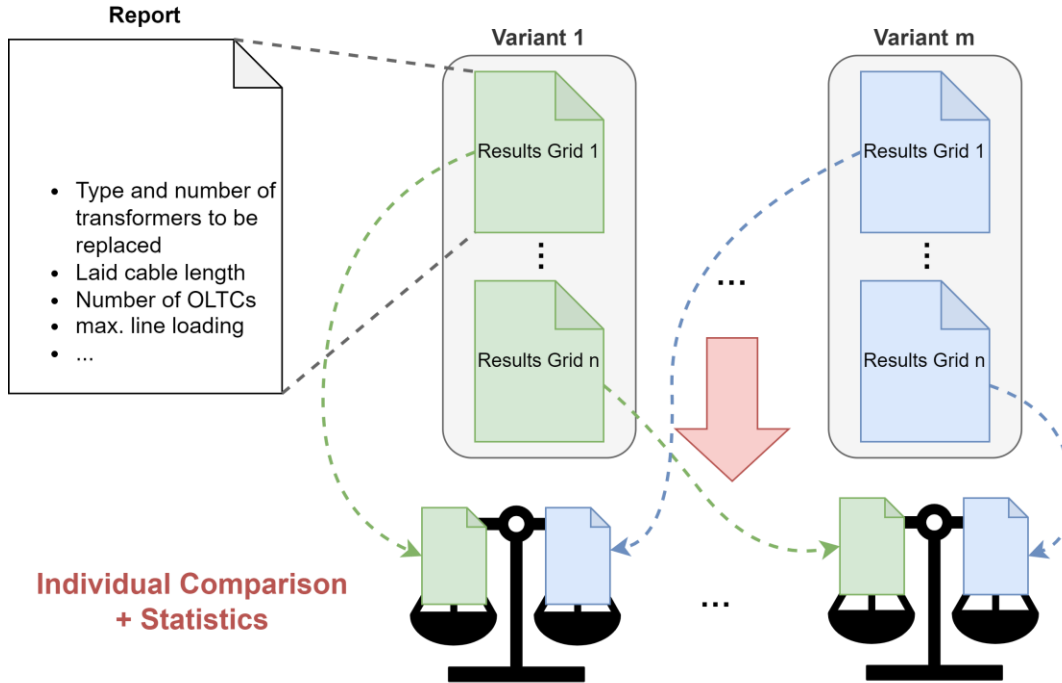 Report
Variant 1
Variant m
Results Grid 1
Results Grid 1
• Type and number of
transformers to be
replaced
• Laid cable length
• Number of OLTCs
• max. line loading
• ...
⋮
⋮
...
Results Grid n
Results Grid n
Individual Comparison
+ Statistics
...